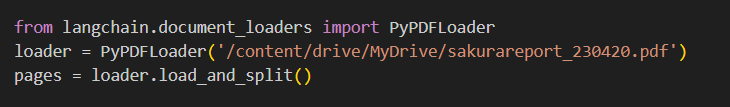 from langchain.document_loaders import PyPDFLoader
loader = PyPDFLoader('/content/drive/MyDrive/sakurareport_230420.pdf')
pages = loader.load_and_split()